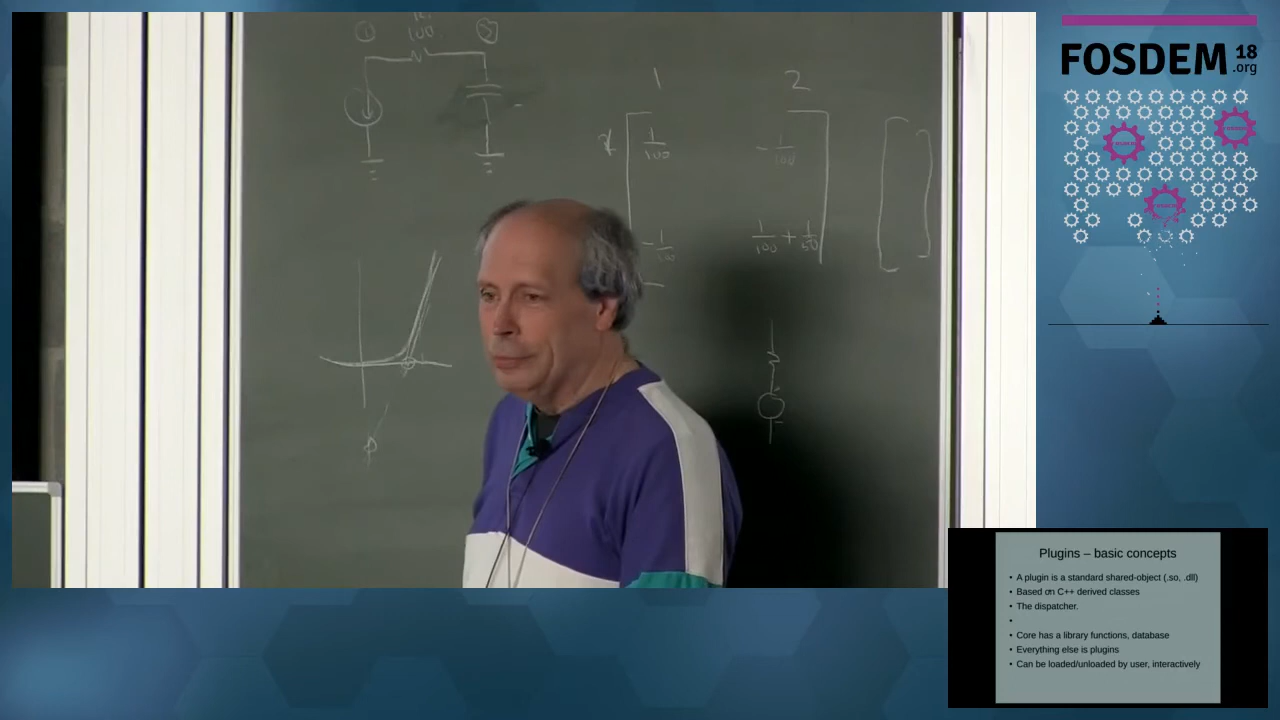 1
2
1/100
- 1/100
1/100 + 1/50
FOSDEM 18
.org
Plugins – basic concepts
• A plugin is a standard shared-object (.so, .dll)
• Based on C++ derived classes
• The dispatcher.
•
• Core has a library functions, database
• Everything else is plugins
• Can be loaded/unloaded by user, interactively